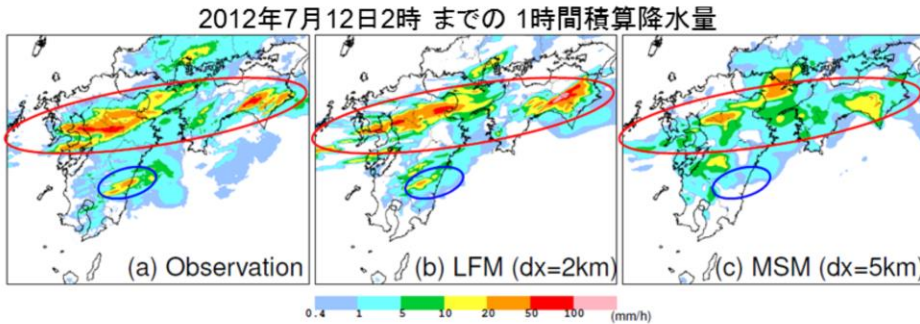 2012年7月12日2時 までの 1時間積算降水量
(a) Observation
(b) LFM (dx=2km)
(c) MSM (dx=5km)
0.4 1 5 10 20 50 100 (mm/h)